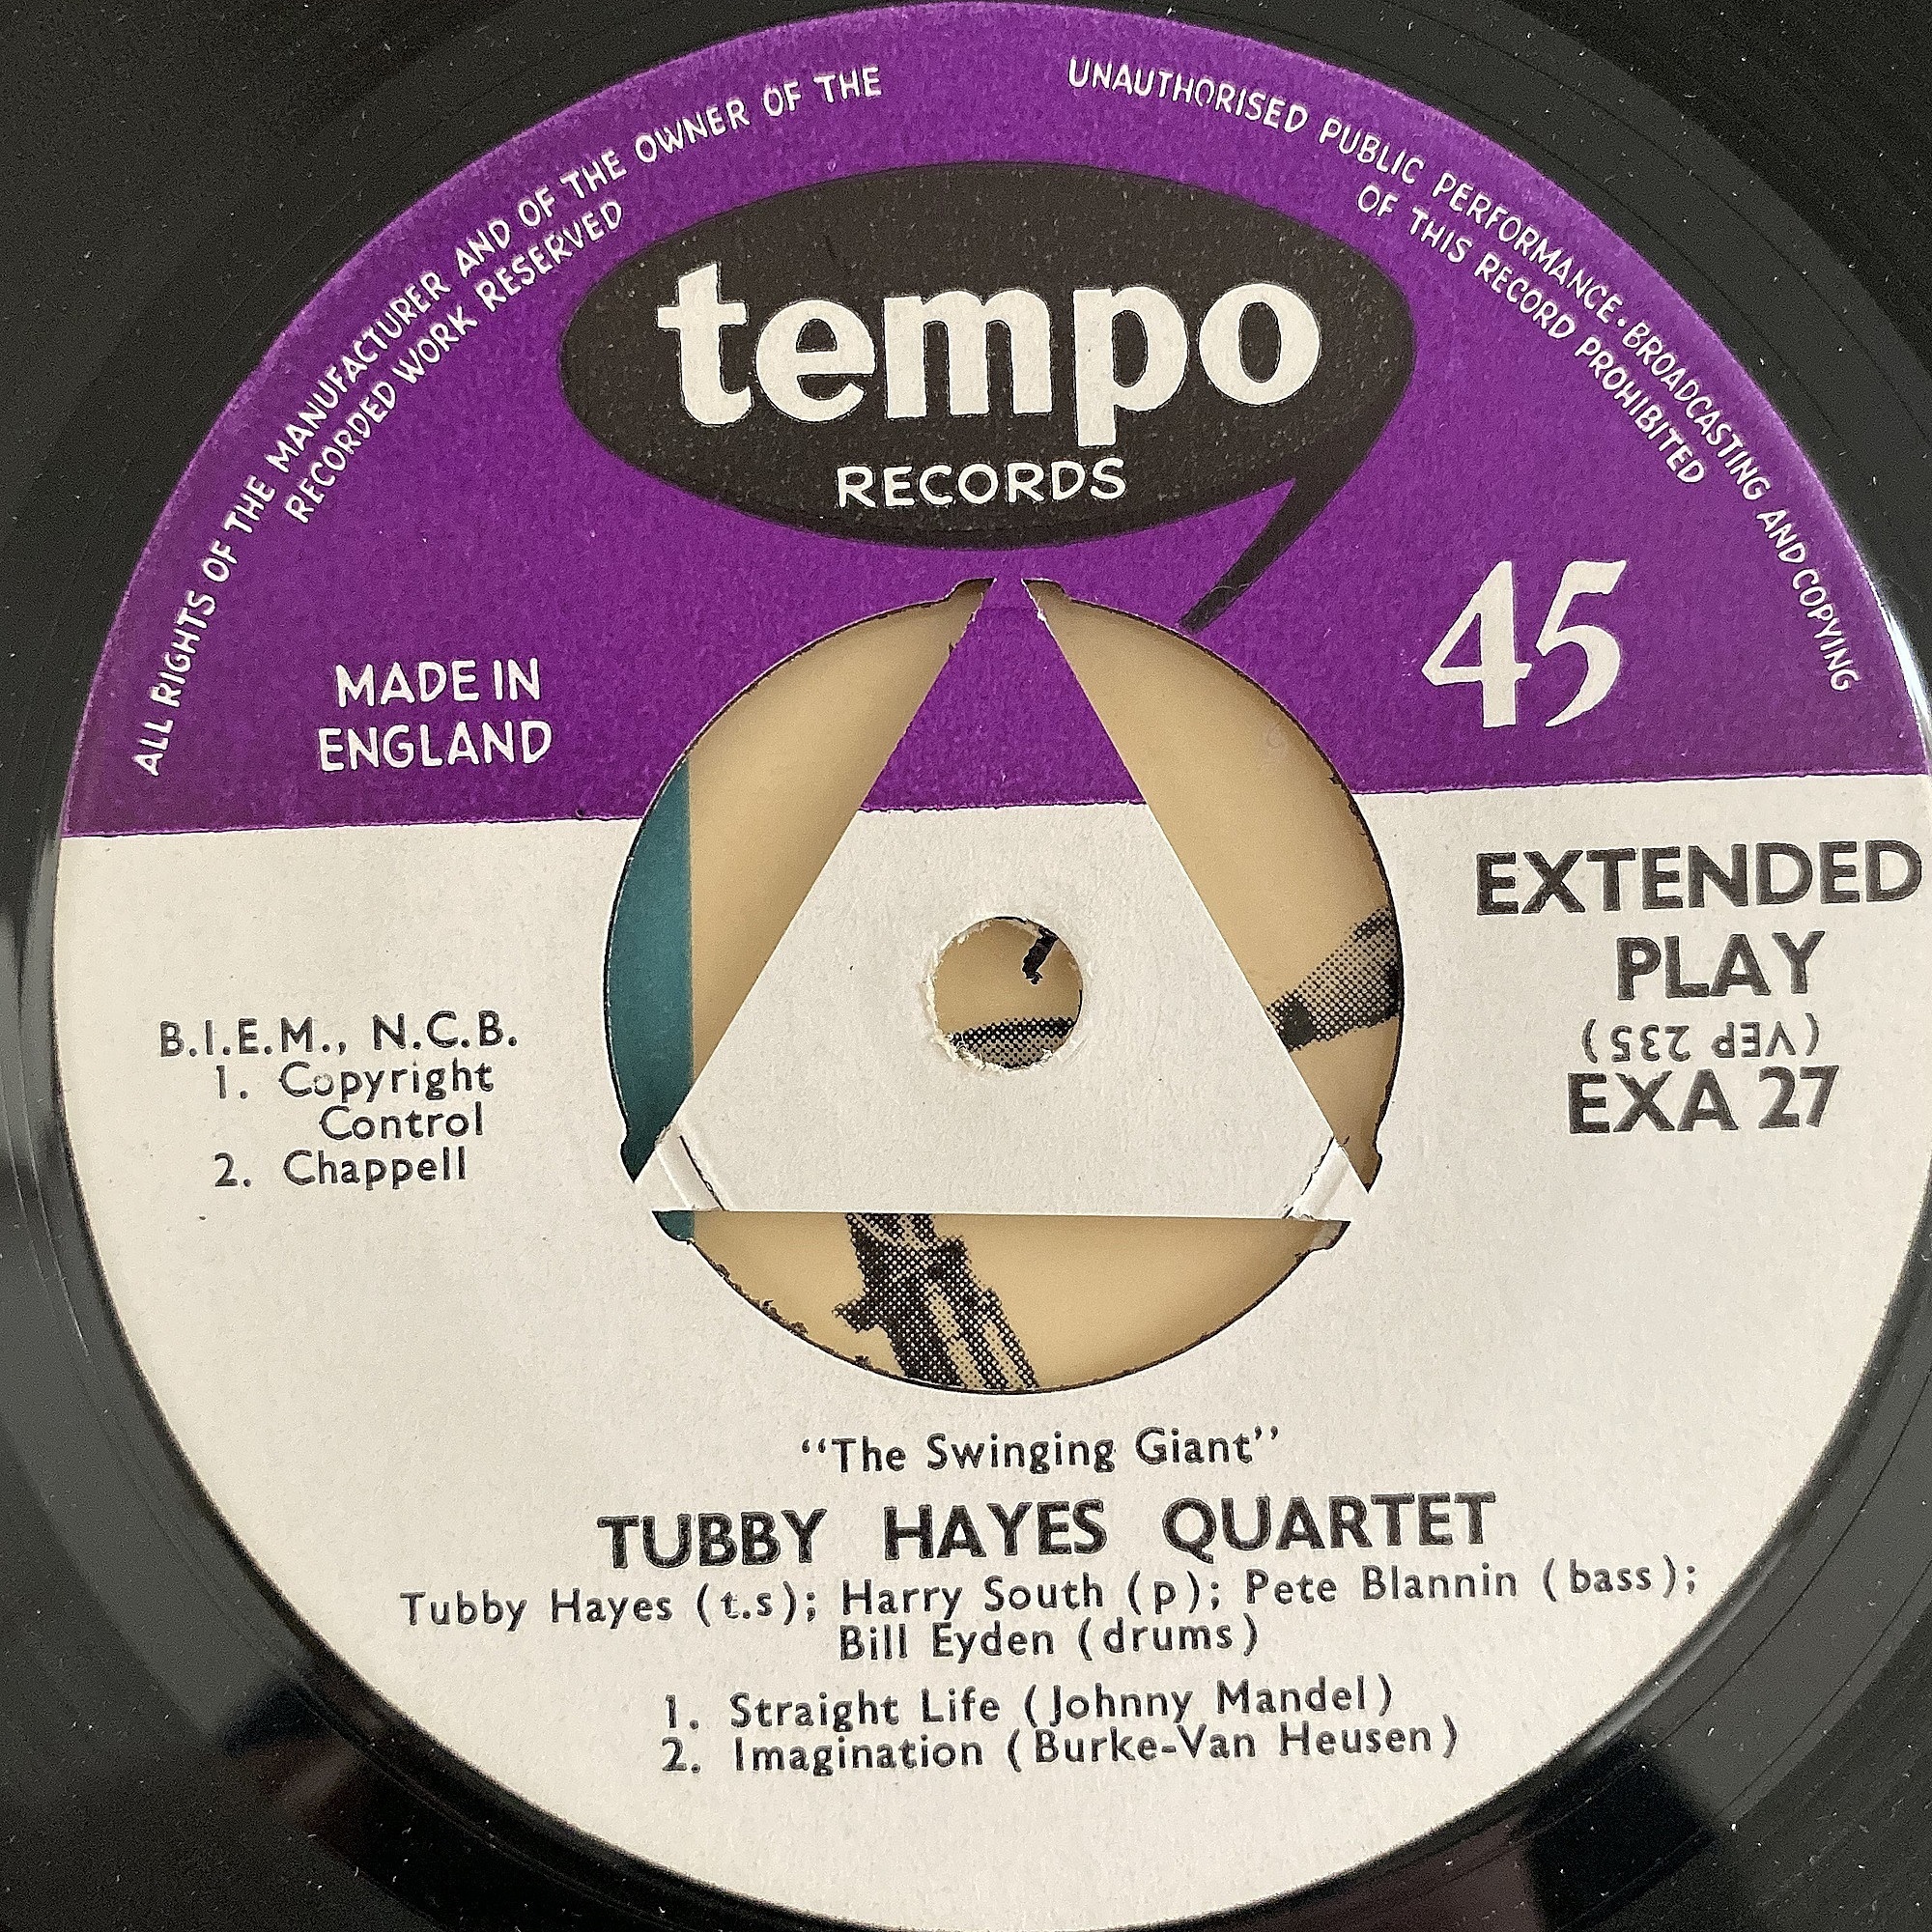 ALL RIGHTS OF THE MANUFACTURER AND OF THE OWNER OF THE
RECORDED WORK RESERVED
UNAUTHORISED PUBLIC PERFORMANCE·BROADCASTING AND COPYING
OF THIS RECORD PROHIBITED
tempo
RECORDS
MADE IN
ENGLAND
45
EXTENDED
PLAY
(VEP 235)
EXA 27
B.I.E.M., N.C.B.
1. Copyright
Control
2. Chappell
“The Swinging Giant”
TUBBY HAYES QUARTET
Tubby Hayes (t.s); Harry South (p); Pete Blannin (bass);
Bill Eyden (drums)
1. Straight Life (Johnny Mandel)
2. Imagination (Burke-Van Heusen)